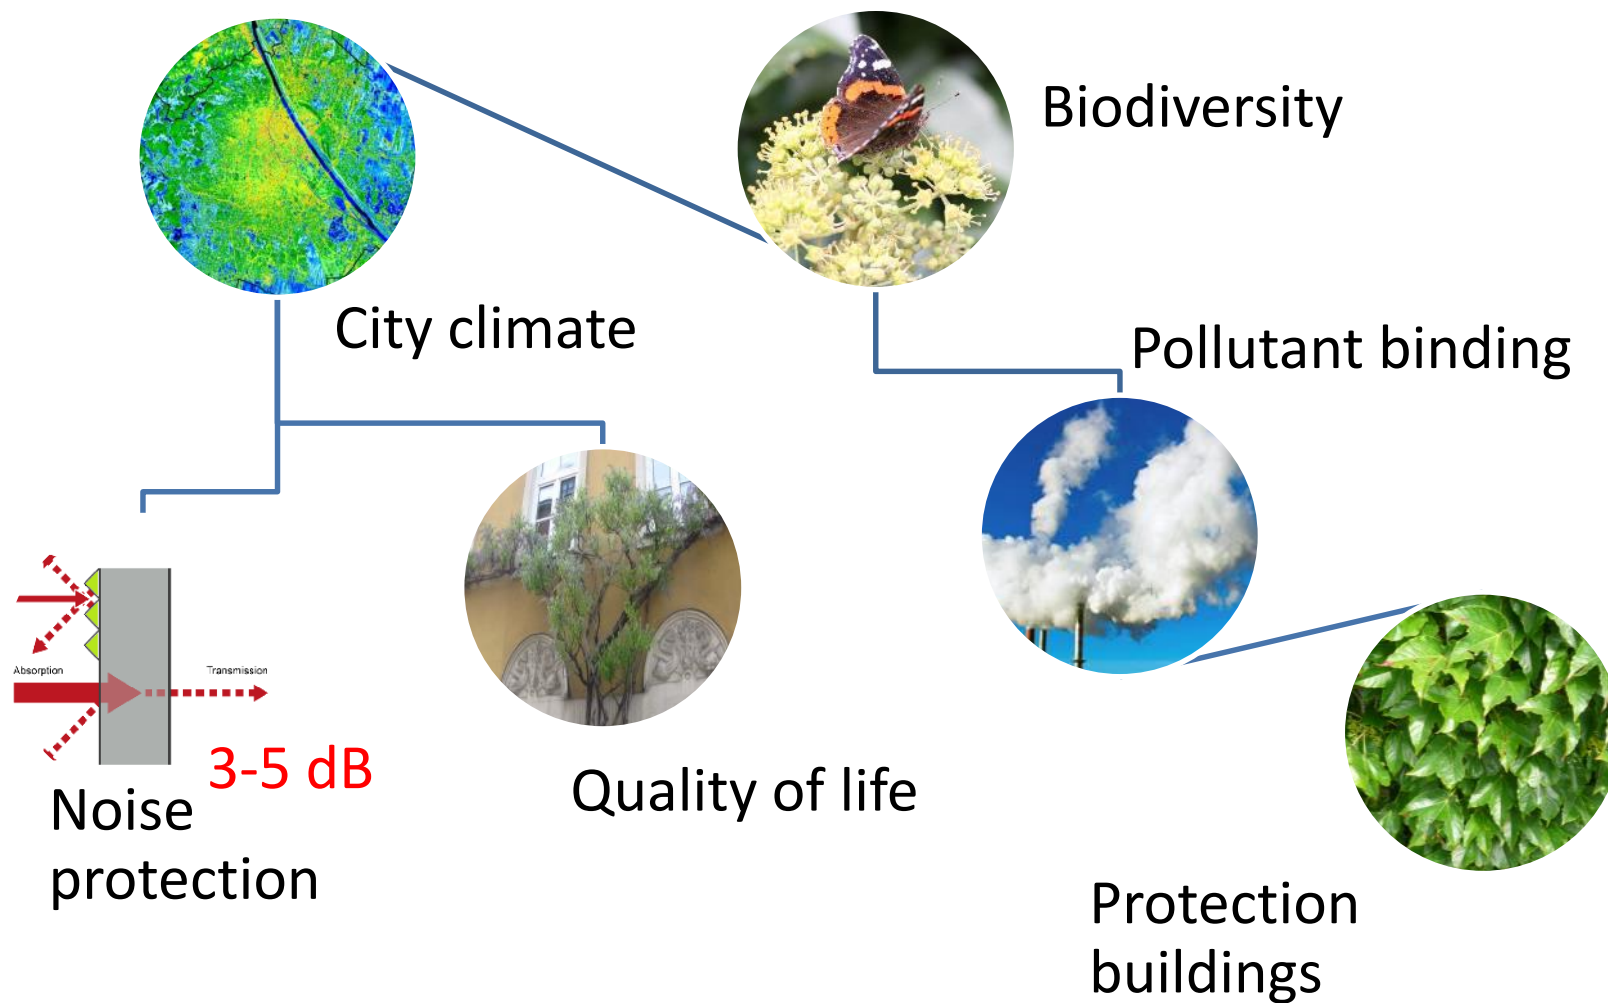 Biodiversity
City climate
Pollutant binding
Absorption
Transmission
3-5 dB
Noise
protection
Quality of life
Protection
buildings